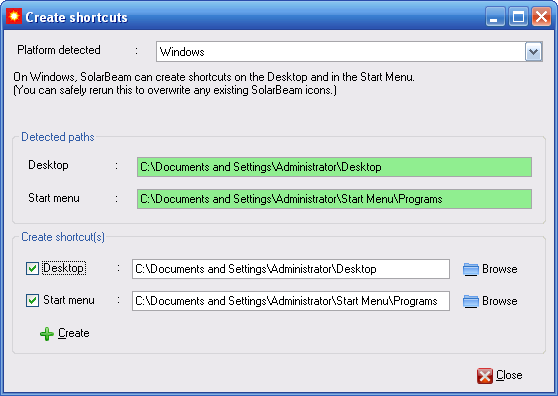 Create shortcuts
Platform detected : Windows
On Windows, SolarBeam can create shortcuts on the Desktop and in the Start Menu.
(You can safely rerun this to overwrite any existing SolarBeam icons.)
Detected paths
Desktop : C:\Documents and Settings\Administrator\Desktop
Start menu : C:\Documents and Settings\Administrator\Start Menu\Programs
Create shortcut(s)
Desktop : C:\Documents and Settings\Administrator\Desktop Browse
Start menu : C:\Documents and Settings\Administrator\Start Menu\Programs Browse
Create
Close